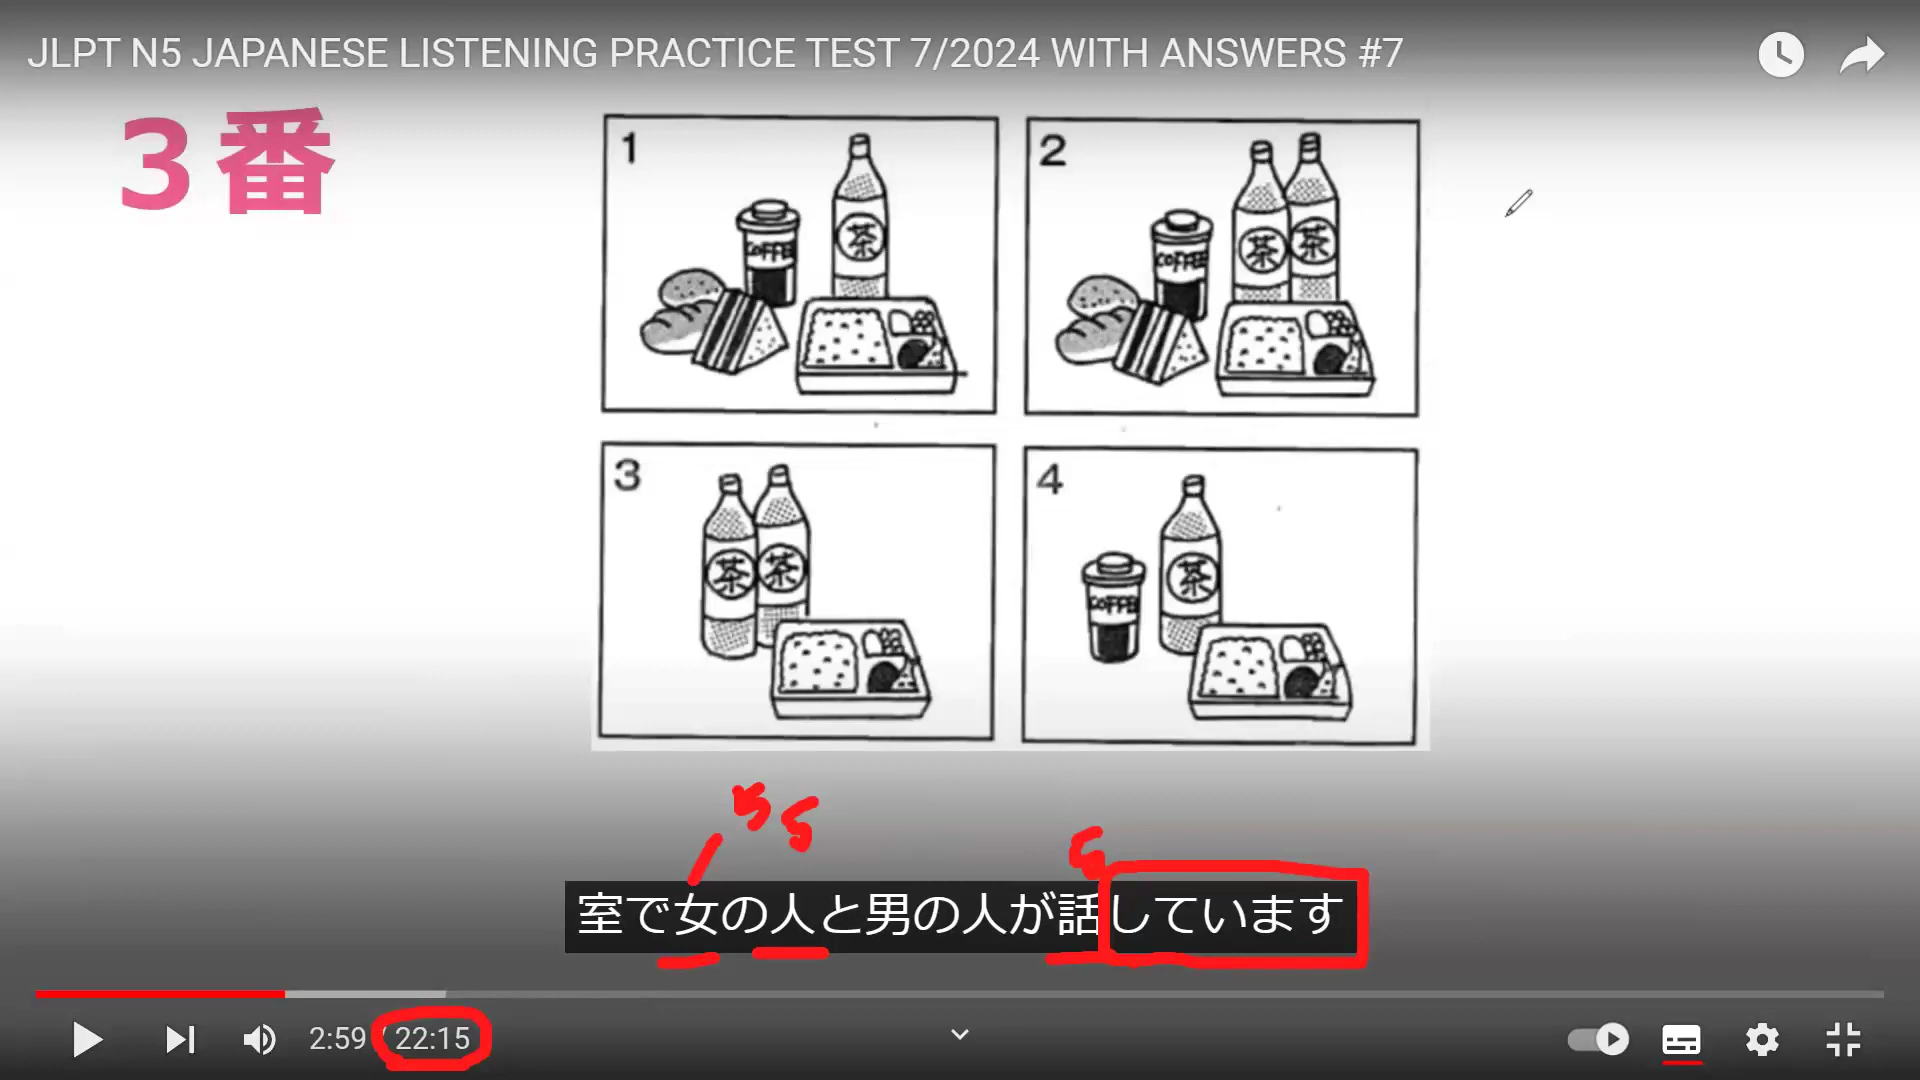 JLPT N5 JAPANESE LISTENING PRACTICE TEST 7/2024 WITH ANSWERS #7
3番
1
COFFEE
茶
2
COFFEE
茶
茶
3
茶
茶
4
COFFEE
茶
室で女の人と男の人が話しています
2:59 / 22:15